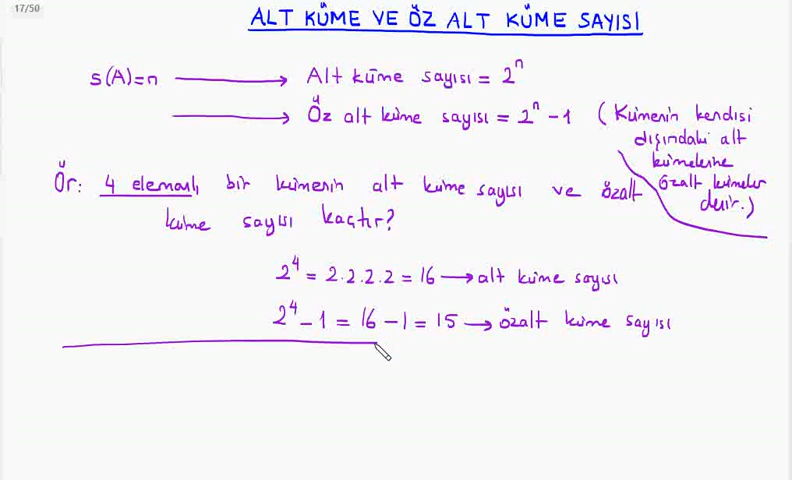 17/50
ALT KÜME VE ÖZ ALT KÜME SAYISI
s(A)=n → Alt küme sayısı = 2ⁿ
→ Öz alt küme sayısı = 2ⁿ - 1 (Kümenin kendisi
dışındaki alt
kümelerine
özalt kümeler
denir.)
Ör: 4 elemanlı bir kümenin alt küme sayısı ve özalt
küme sayısı kaçtır?
2⁴ = 2.2.2.2 = 16 → alt küme sayısı
2⁴ - 1 = 16 - 1 = 15 → özalt küme sayısı